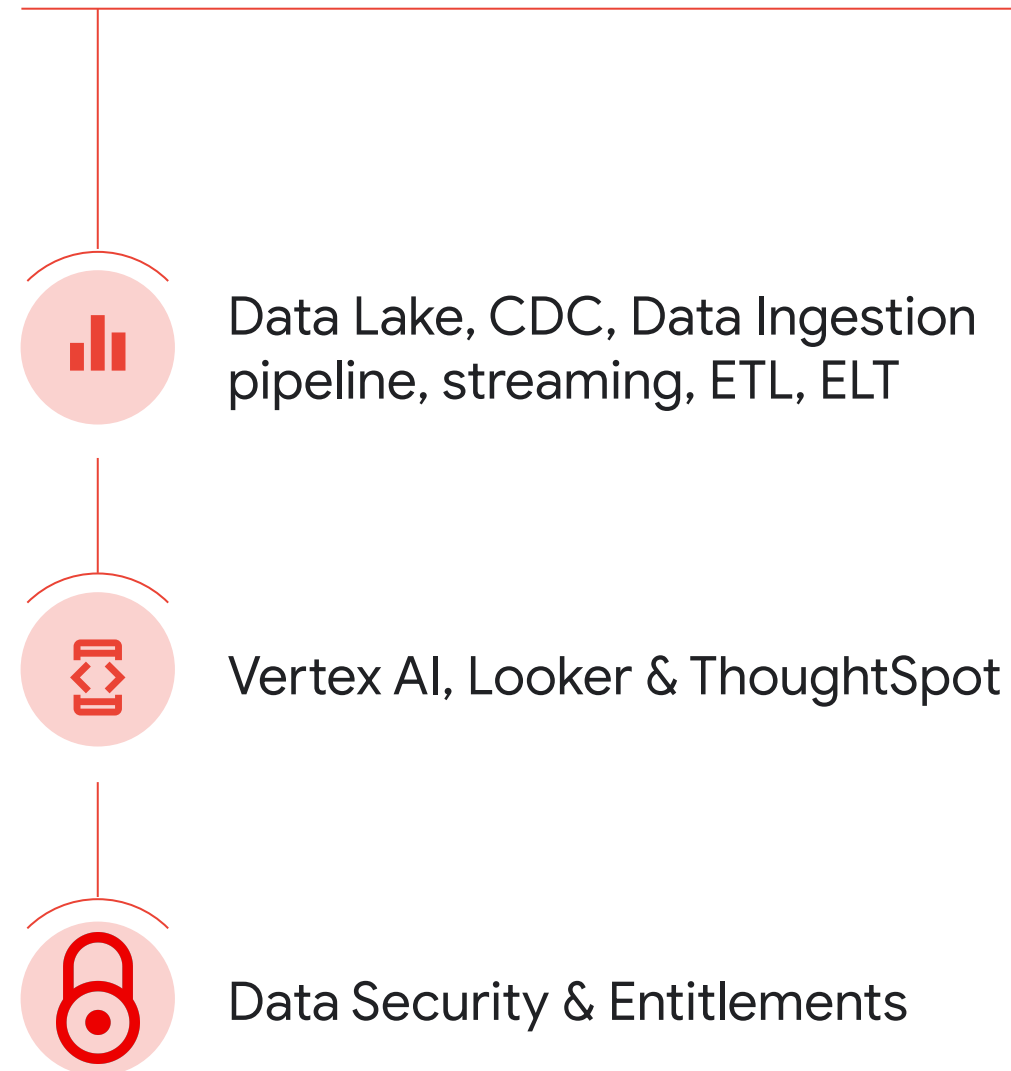 Data Lake, CDC, Data Ingestion
pipeline, streaming, ETL, ELT
Vertex AI, Looker & ThoughtSpot
Data Security & Entitlements